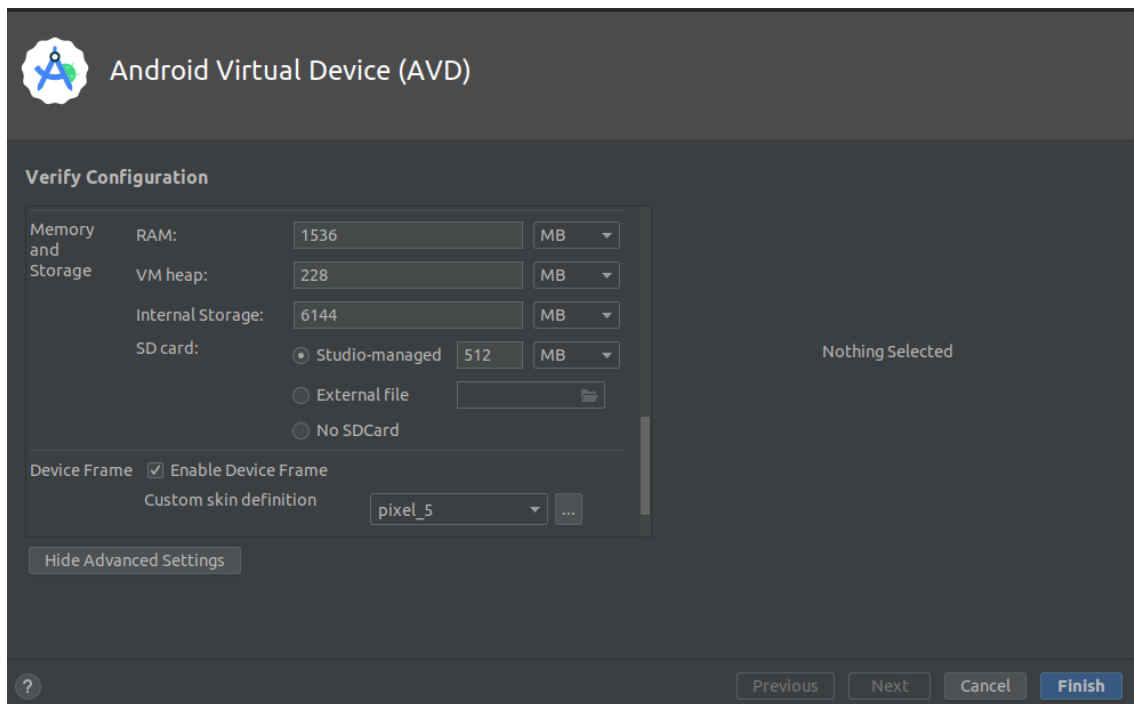 Android Virtual Device (AVD)
Verify Configuration
Memory and Storage
RAM: 1536 MB
VM heap: 228 MB
Internal Storage: 6144 MB
SD card: Studio-managed 512 MB
External file
No SDCard
Device Frame Enable Device Frame
Custom skin definition pixel_5 ...
Hide Advanced Settings
Nothing Selected
? Previous Next Cancel Finish